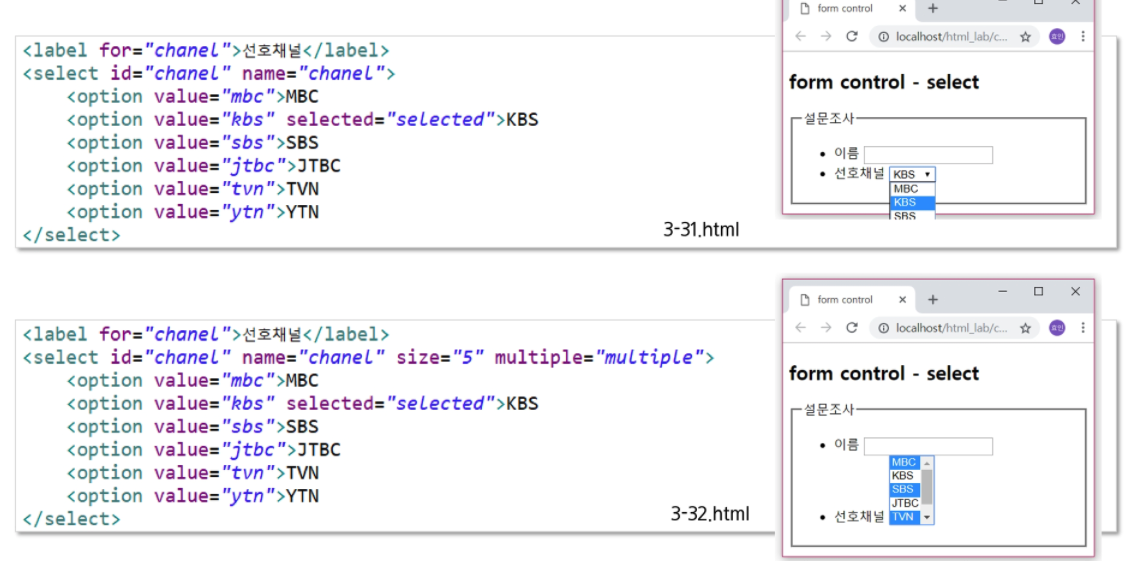 form control
localhost/html_lab/c...
<label for="chanel">선호채널</label>
<select id="chanel" name="chanel">
<option value="mbc">MBC
<option value="kbs" selected="selected">KBS
<option value="sbs">SBS
<option value="jtbc">JTBC
<option value="tvn">TVN
<option value="ytn">YTN
</select>
3-31.html
form control - select
설문조사
이름
선호채널 KBS
MBC
KBS
SBS
<label for="chanel">선호채널</label>
<select id="chanel" name="chanel" size="5" multiple="multiple">
<option value="mbc">MBC
<option value="kbs" selected="selected">KBS
<option value="sbs">SBS
<option value="jtbc">JTBC
<option value="tvn">TVN
<option value="ytn">YTN
</select>
3-32.html
form control
localhost/html_lab/c...
form control - select
설문조사
이름
MBC
KBS
SBS
JTBC
선호채널 TVN